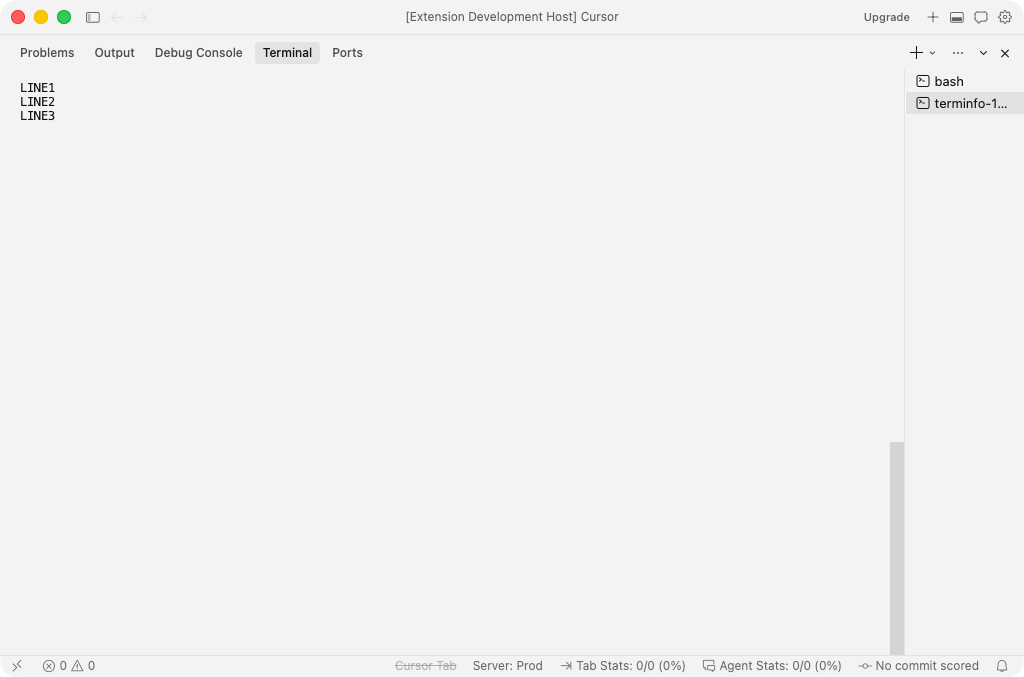 [Extension Development Host] Cursor
Upgrade
Problems Output Debug Console Terminal Ports
LINE1
LINE2
LINE3
bash
terminfo-1...
0 0 Cursor Tab Server: Prod Tab Stats: 0/0 (0%) Agent Stats: 0/0 (0%) No commit scored